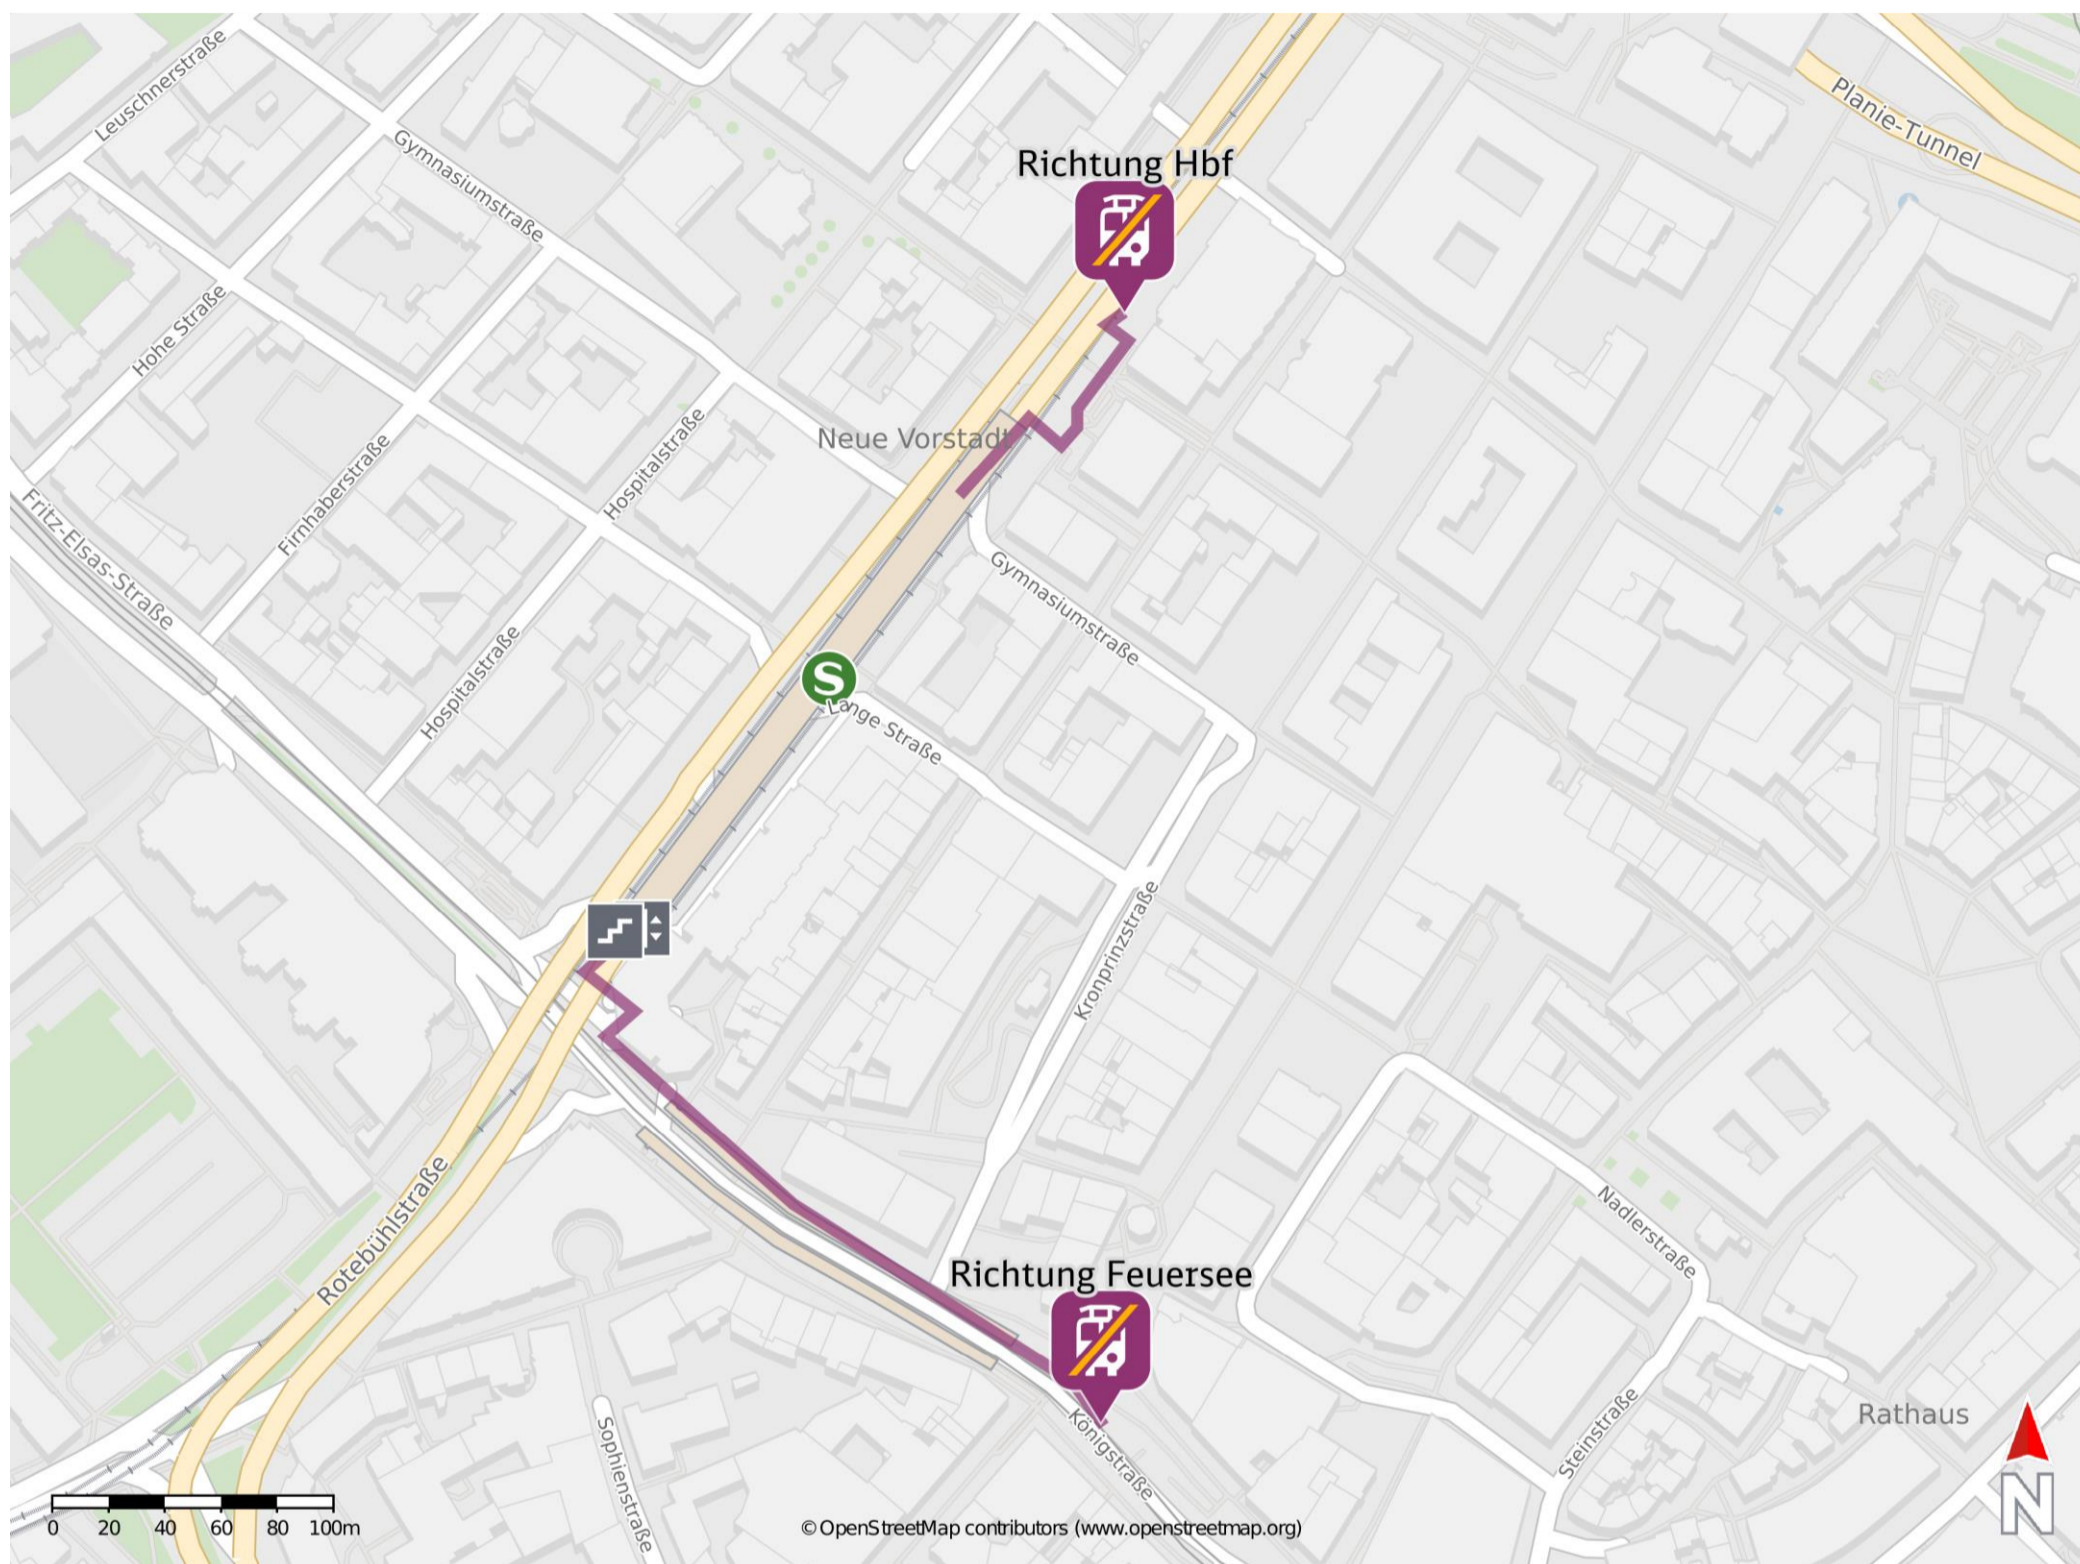 Leuschnerstraße
Planie-Tunnel
Gymnasiumstraße
Richtung Hbf
Hohe Straße
Neue Vorstadt
Hospitalstraße
Firnhaberstraße
Fritz-Elsas-Straße
Gymnasiumstraße
Hospitalstraße
S
Lange Straße
Kronprinzstraße
Rotebühlstraße
Nadlerstraße
Richtung Feuersee
Königstraße
Steinstraße
Rathaus
Sophienstraße
N
0 20 40 60 80 100m
© OpenStreetMap contributors (www.openstreetmap.org)